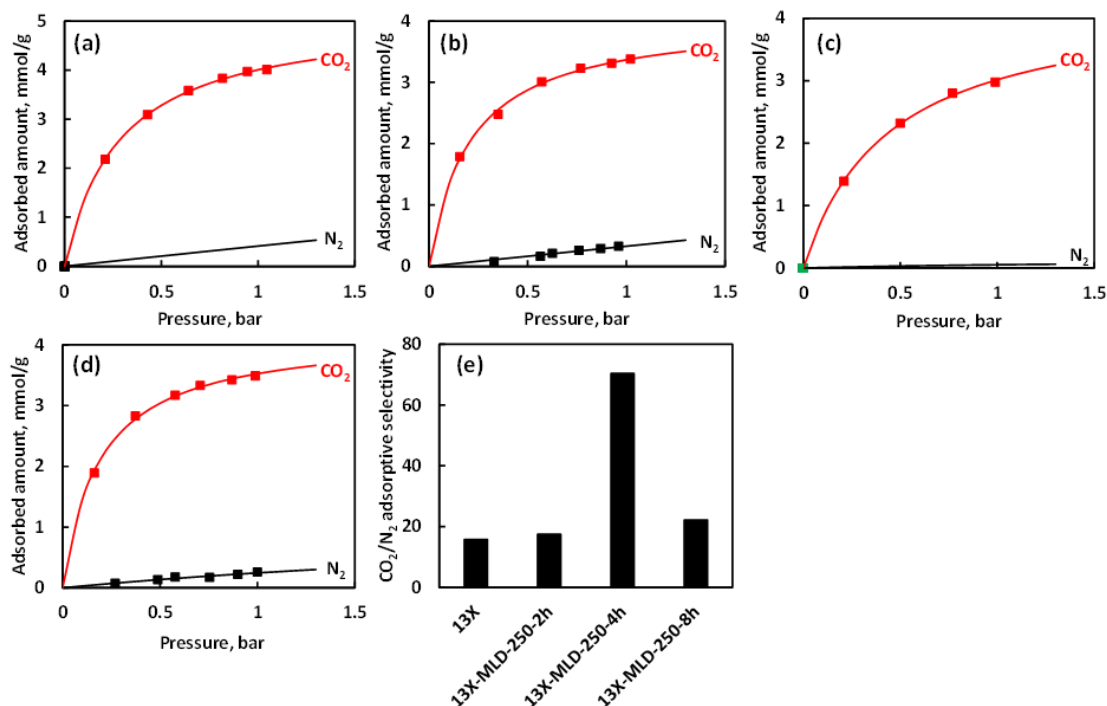 (a)
Adsorbed amount, mmol/g
5
4
3
2
1
0
CO₂
N₂
0 0.5 1 1.5
Pressure, bar
(b)
Adsorbed amount, mmol/g
4
3
2
1
0
CO₂
N₂
0 0.5 1 1.5
Pressure, bar
(c)
Adsorbed amount, mmol/g
4
3
2
1
0
CO₂
N₂
0 0.5 1 1.5
Pressure, bar
(d)
Adsorbed amount, mmol/g
4
3
2
1
0
CO₂
N₂
0 0.5 1 1.5
Pressure, bar
(e)
CO₂/N₂ adsorptive selectivity
80
60
40
20
0
13X
13X-MLD-250-2h
13X-MLD-250-4h
13X-MLD-250-8h